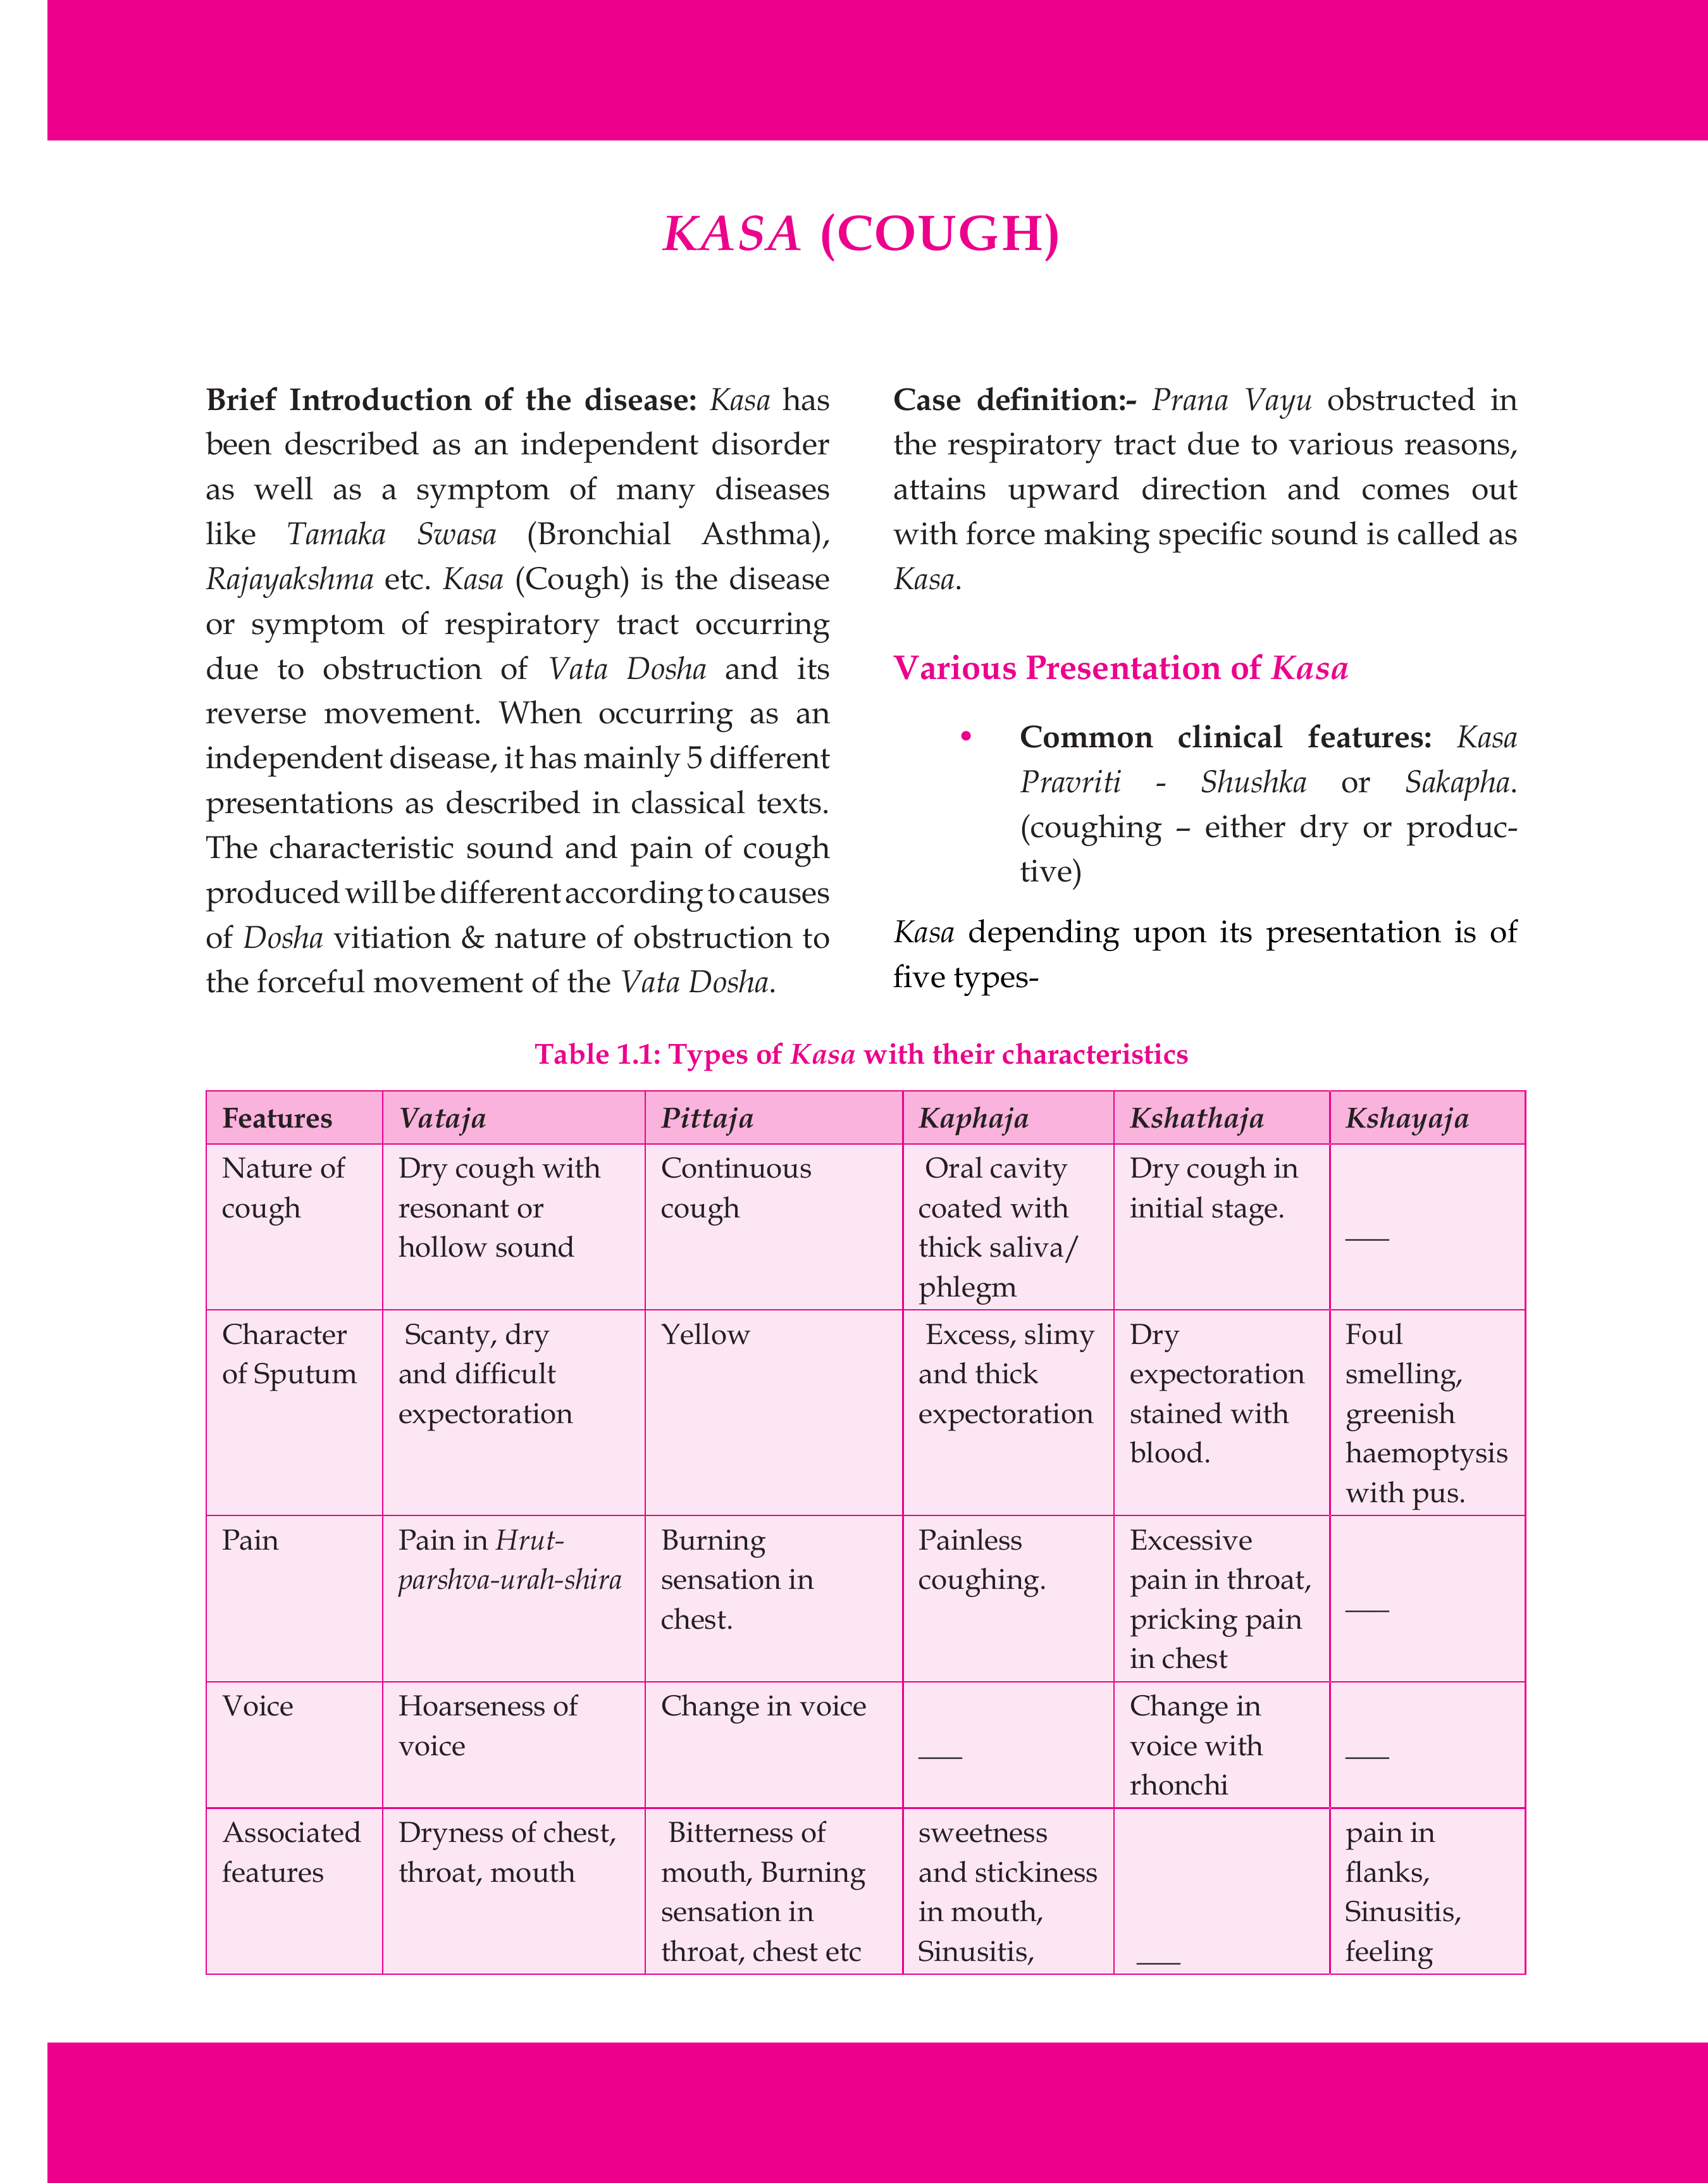 KASA (COUGH)
Brief Introduction of the disease: Kasa has
been described as an independent disorder
as well as a symptom of many diseases
like Tamaka Swasa (Bronchial Asthma),
Rajayakshma etc. Kasa (Cough) is the disease
or symptom of respiratory tract occurring
due to obstruction of Vata Dosha and its
reverse movement. When occurring as an
independent disease, it has mainly 5 different
presentations as described in classical texts.
The characteristic sound and pain of cough
produced will be different according to causes
of Dosha vitiation & nature of obstruction to
the forceful movement of the Vata Dosha.
Case definition:- Prana Vayu obstructed in
the respiratory tract due to various reasons,
attains upward direction and comes out
with force making specific sound is called as
Kasa.
Various Presentation of Kasa
• Common clinical features: Kasa
Pravriti - Shushka or Sakapha.
(coughing – either dry or produc-
tive)
Kasa depending upon its presentation is of
five types-
Table 1.1: Types of Kasa with their characteristics
Features
Vataja
Pittaja
Kaphaja
Kshathaja
Kshayaja
Nature of
cough
Dry cough with
resonant or
hollow sound
Continuous
cough
Oral cavity
coated with
thick saliva/
phlegm
Dry cough in
initial stage.
___
Character
of Sputum
Scanty, dry
and difficult
expectoration
Yellow
Excess, slimy
and thick
expectoration
Dry
expectoration
stained with
blood.
Foul
smelling,
greenish
haemoptysis
with pus.
Pain
Pain in Hrut-
parshva-urah-shira
Burning
sensation in
chest.
Painless
coughing.
Excessive
pain in throat,
pricking pain
in chest
___
Voice
Hoarseness of
voice
Change in voice
___
Change in
voice with
rhonchi
___
Associated
features
Dryness of chest,
throat, mouth
Bitterness of
mouth, Burning
sensation in
throat, chest etc
sweetness
and stickiness
in mouth,
Sinusitis,
___
pain in
flanks,
Sinusitis,
feeling